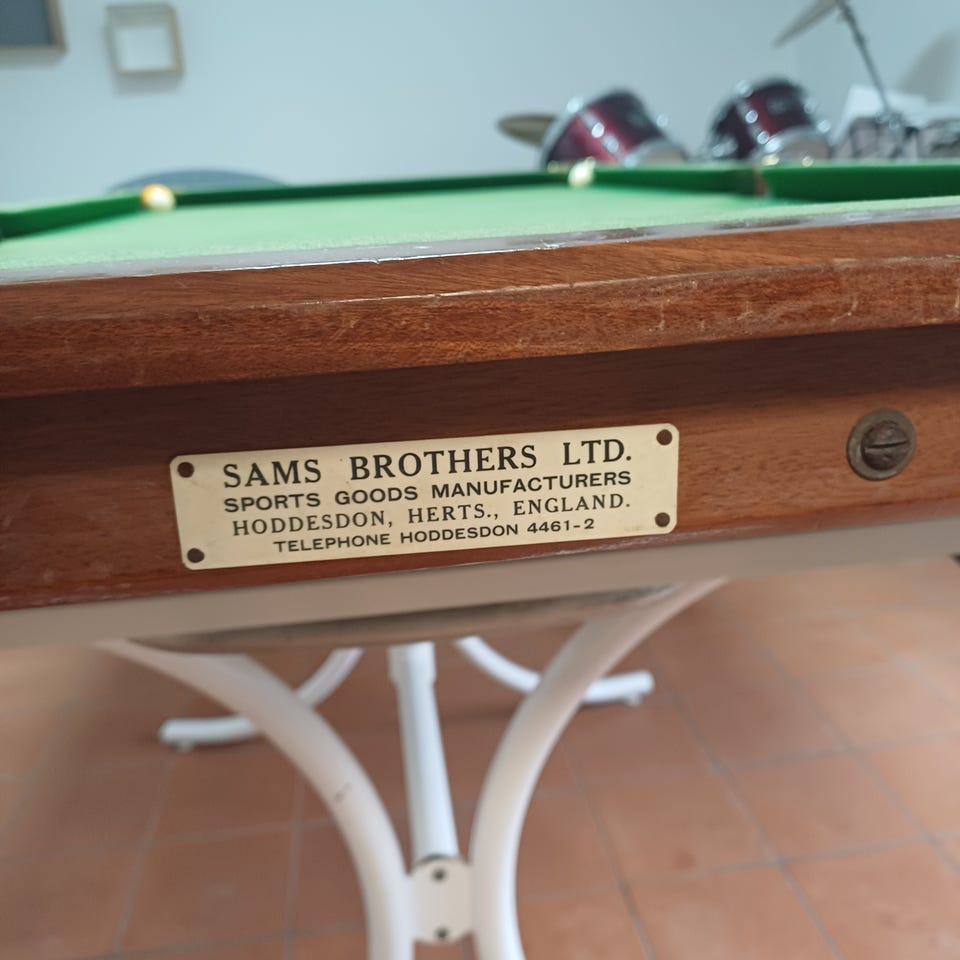 SAMS BROTHERS LTD.
SPORTS GOODS MANUFACTURERS
HODDESDON, HERTS., ENGLAND.
TELEPHONE HODDESDON 4461-2